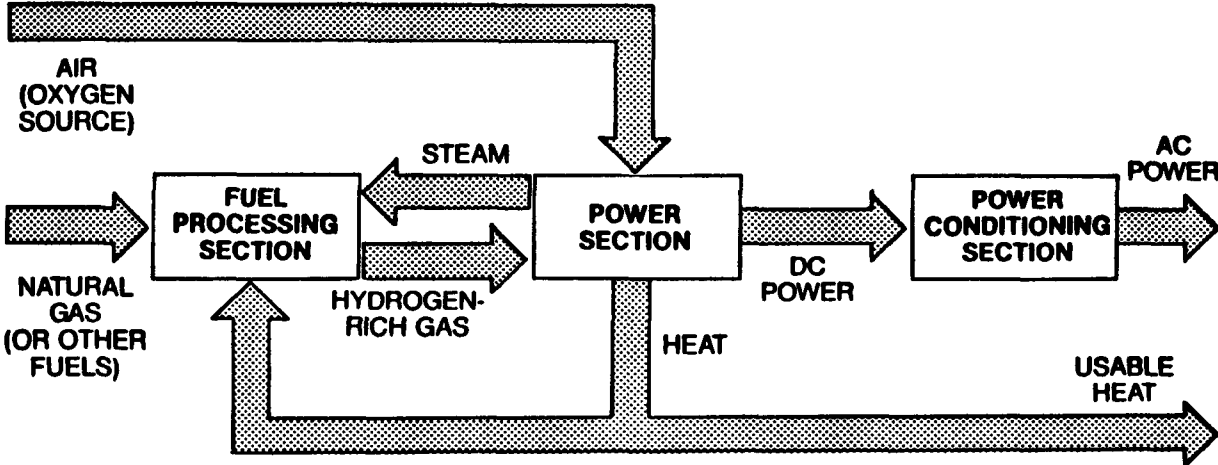 AIR
(OXYGEN
SOURCE)
STEAM
AC
POWER
FUEL
PROCESSING
SECTION
POWER
SECTION
POWER
CONDITIONING
SECTION
NATURAL
GAS
(OR OTHER
FUELS)
HYDROGEN-
RICH GAS
DC
POWER
HEAT
USABLE
HEAT